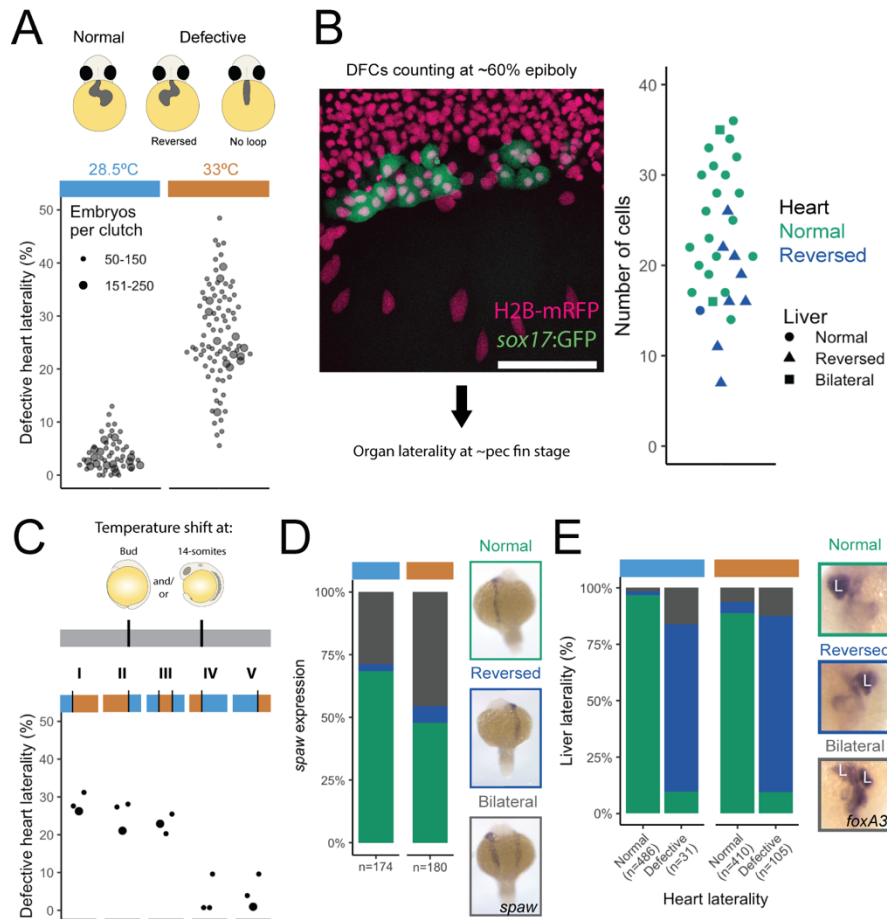 A
Normal
Defective
Reversed
No loop
28.5ºC
33ºC
Embryos
per clutch
50-150
151-250
Defective heart laterality (%)
50
40
30
20
10
0
B
DFCs counting at ~60% epiboly
H2B-mRFP
sox17:GFP
Organ laterality at ~pec fin stage
Number of cells
40
30
20
10
0
Heart
Normal
Reversed
Liver
Normal
Reversed
Bilateral
C
Temperature shift at:
Bud
14-somites
and/
or
I
II
III
IV
V
Defective heart laterality (%)
50
40
30
20
10
0
D
spaw expression
100%
75%
50%
25%
0%
n=174
n=180
Normal
Reversed
Bilateral
spaw
E
Liver laterality (%)
100%
75%
50%
25%
0%
Normal
(n=486)
Defective
(n=31)
Normal
(n=410)
Defective
(n=105)
Heart laterality
Normal
L
Reversed
L
Bilateral
L
L
foxA3